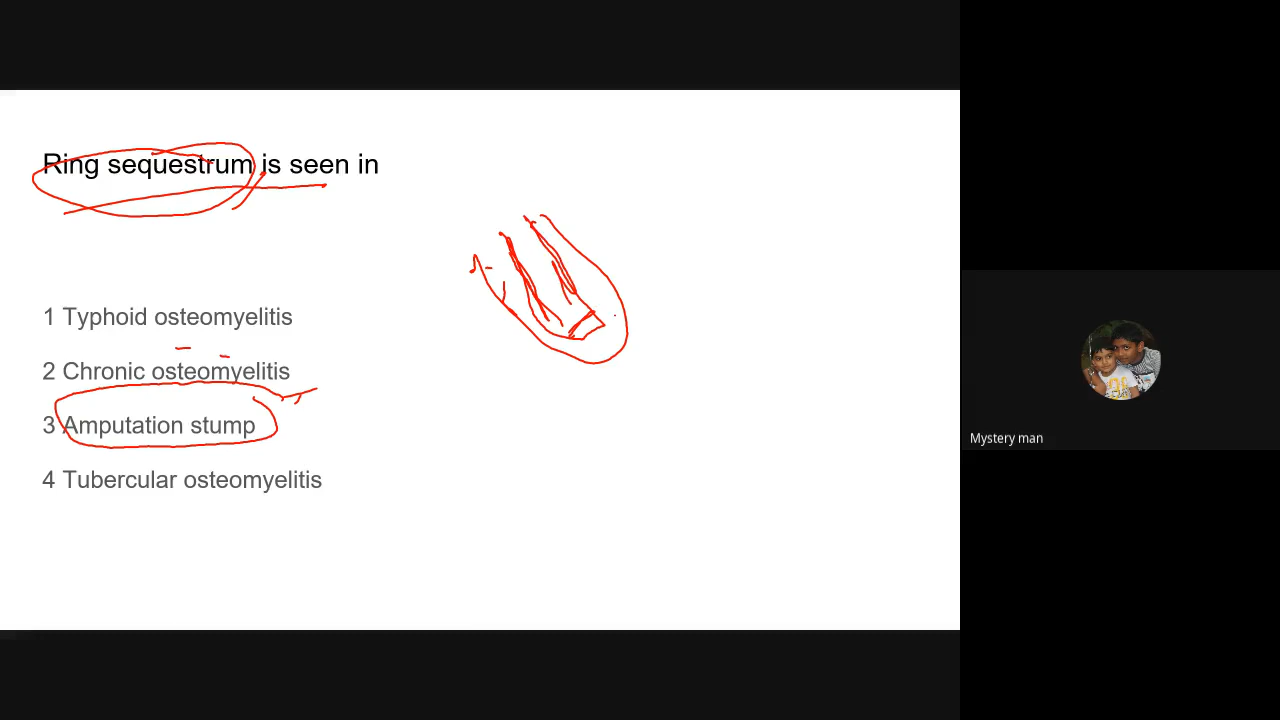 Ring sequestrum is seen in
1 Typhoid osteomyelitis
2 Chronic osteomyelitis
3 Amputation stump
4 Tubercular osteomyelitis
Mystery man